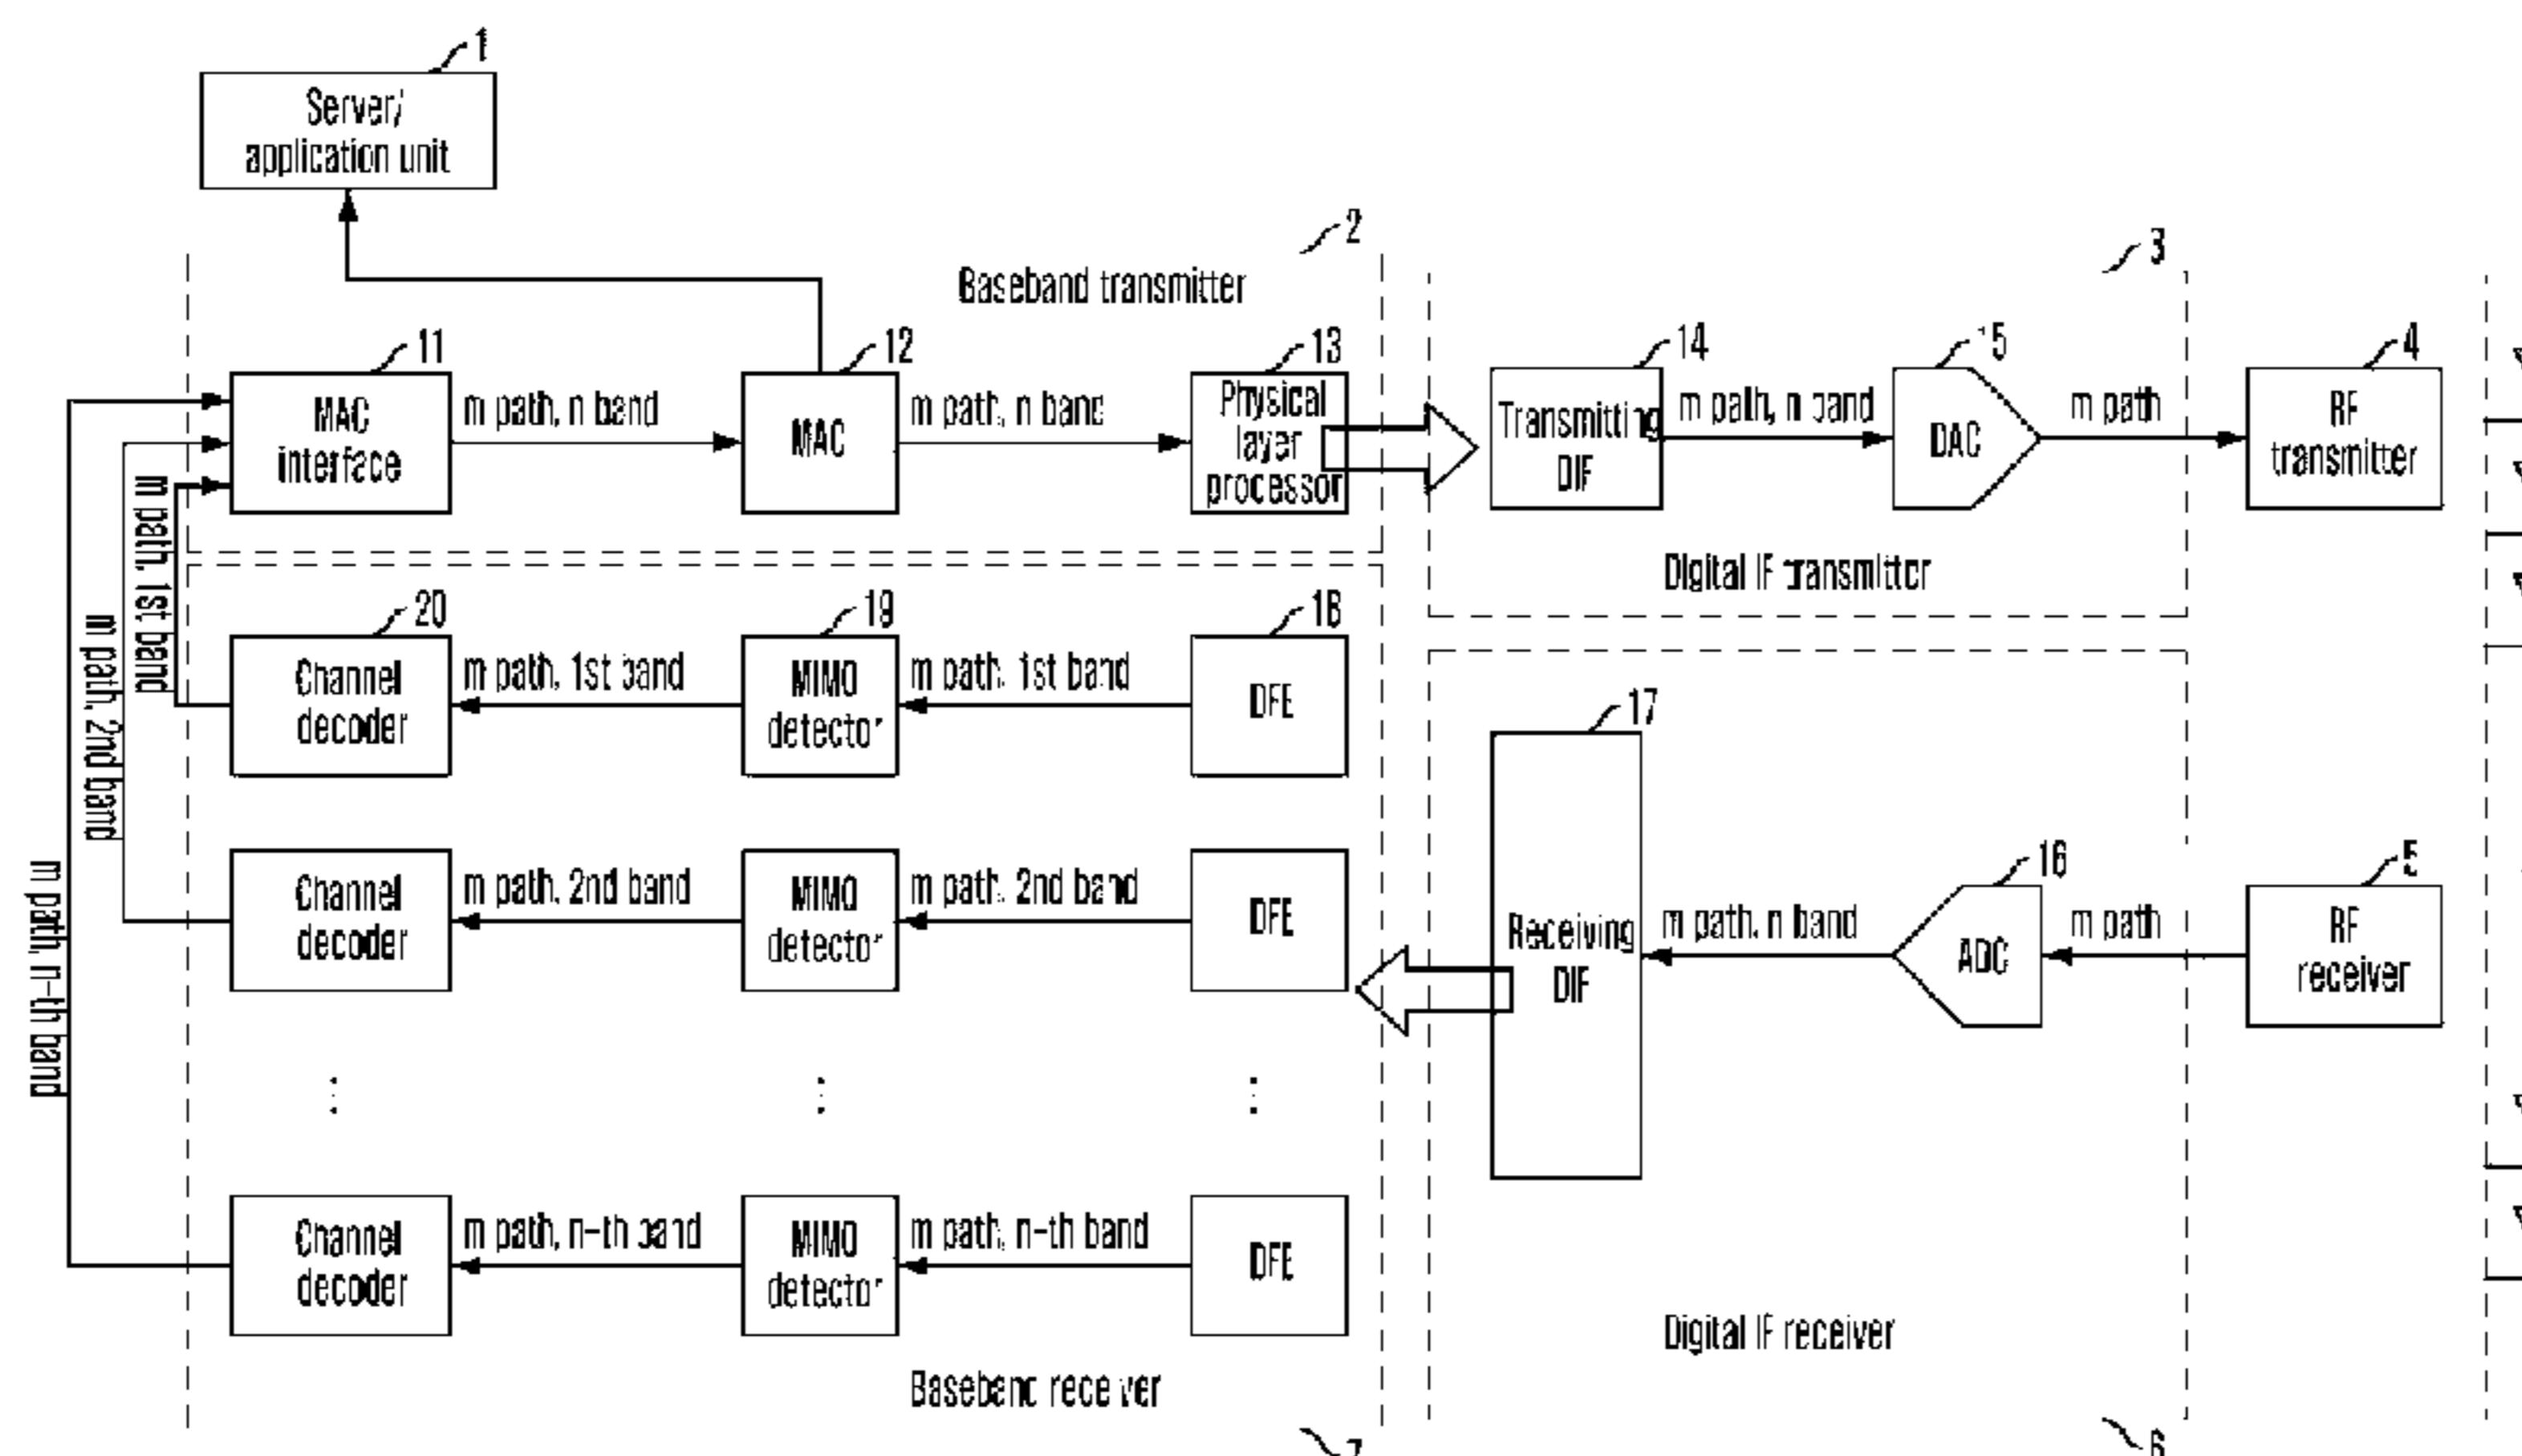 1
Server/
application unit
2
Baseband transmitter
3
11
MAC
interface
m path, n band
12
MAC
m path, n band
13
Physical
layer
processor
14
Transmitting
DIF
m path, n band
15
DAC
m path
4
RF
transmitter
Digital IF transmitter
m path, 1st band
m path, 2nd band
m path, n-th band
20
Channel
decoder
m path, 1st band
19
MIMO
detector
m path, 1st band
18
DFE
Channel
decoder
m path, 2nd band
MIMO
detector
m path, 2nd band
DFE
17
Receiving
DIF
m path, n band
16
ADC
m path
5
RF
receiver
Channel
decoder
m path, n-th band
MIMO
detector
m path, n-th band
DFE
Baseband receiver
7
Digital IF receiver
6